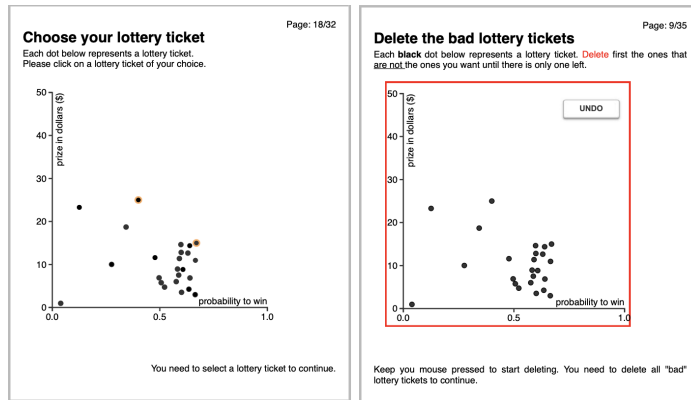 Page: 18/32
Choose your lottery ticket
Each dot below represents a lottery ticket.
Please click on a lottery ticket of your choice.
50
40
30
20
10
0
prize in dollars ($)
probability to win
0.0
0.5
1.0
You need to select a lottery ticket to continue.
Page: 9/35
Delete the bad lottery tickets
Each black dot below represents a lottery ticket. Delete first the ones that
are not the ones you want until there is only one left.
UNDO
50
40
30
20
10
0
prize in dollars ($)
probability to win
0.0
0.5
1.0
Keep you mouse pressed to start deleting. You need to delete all "bad"
lottery tickets to continue.